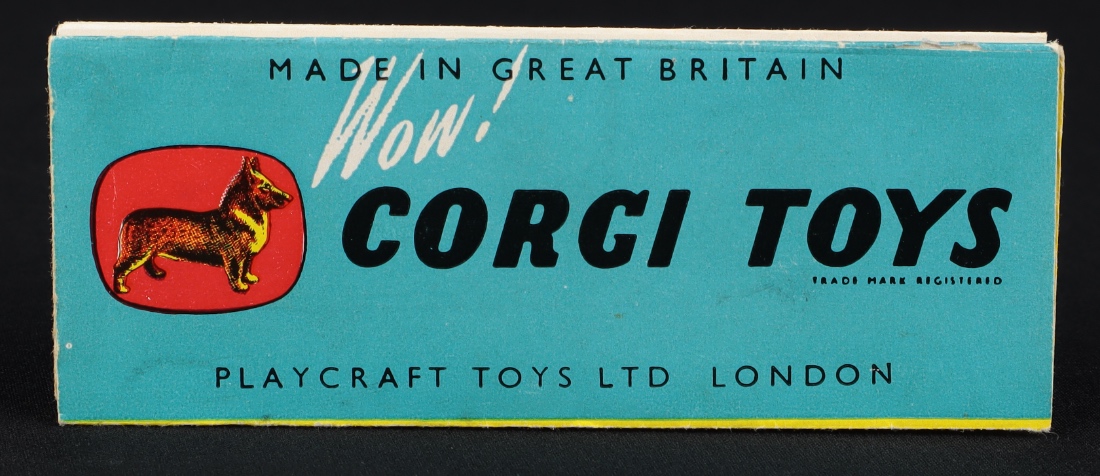 MADE IN GREAT BRITAIN
Wow!
CORGI TOYS
TRADE MARK REGISTERED
PLAYCRAFT TOYS LTD LONDON